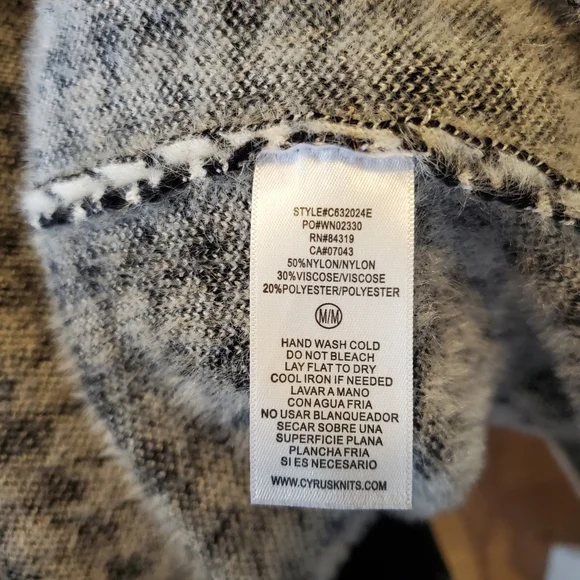 STYLE#C632024E
PO#WN02330
RN#84319
CA#07043
50%NYLON/NYLON
30%VISCOSE/VISCOSE
20%POLYESTER/POLYESTER
M/M
HAND WASH COLD
DO NOT BLEACH
LAY FLAT TO DRY
COOL IRON IF NEEDED
LAVAR A MANO
CON AGUA FRIA
NO USAR BLANQUEADOR
SECAR SOBRE UNA
SUPERFICIE PLANA
PLANCHA FRIA
SI ES NECESARIO
WWW.CYRUSKNITS.COM